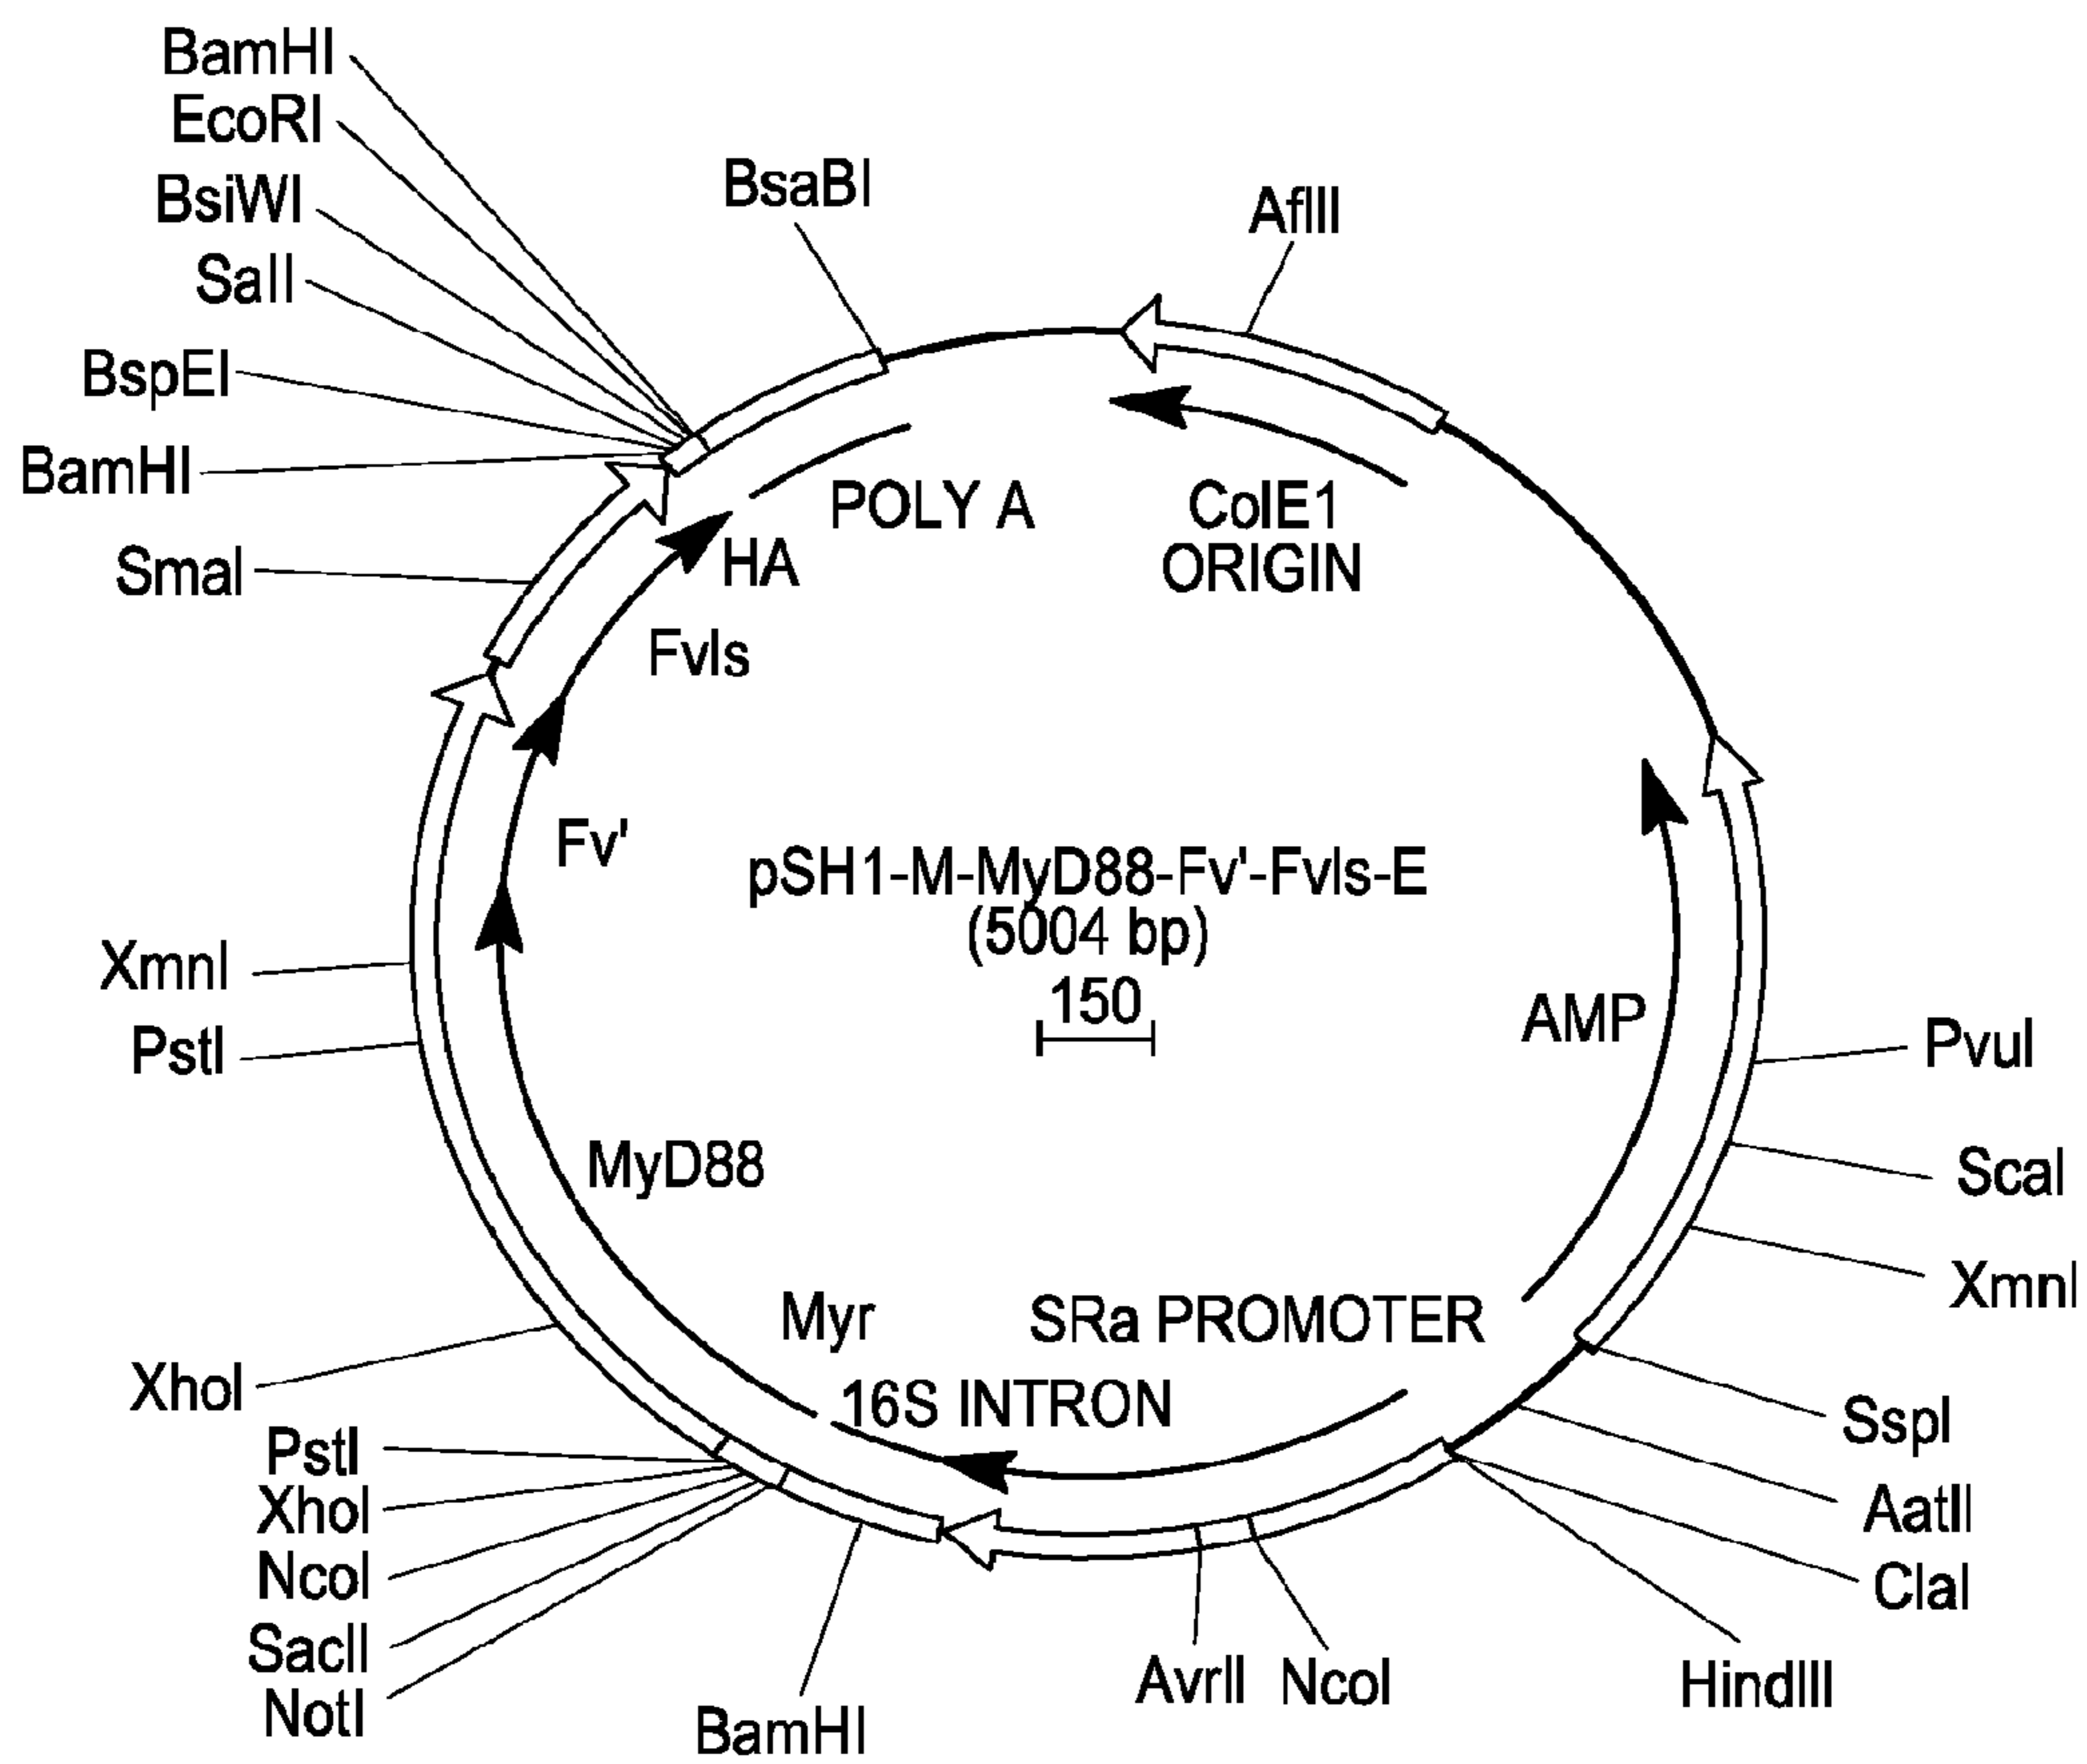 BamHI
EcoRI
BsiWI
SalI
BspEI
BamHI
SmaI
BsaBI
AflII
POLY A
ColE1
ORIGIN
HA
FvIs
Fv'
pSH1-M-MyD88-Fv'-FvIs-E
(5004 bp)
150
AMP
XmnI
PstI
PvuI
ScaI
XmnI
MyD88
Myr
SRa PROMOTER
16S INTRON
XhoI
PstI
XhoI
NcoI
SacII
NotI
BamHI
AvrII
NcoI
HindIII
SspI
AatII
ClaI